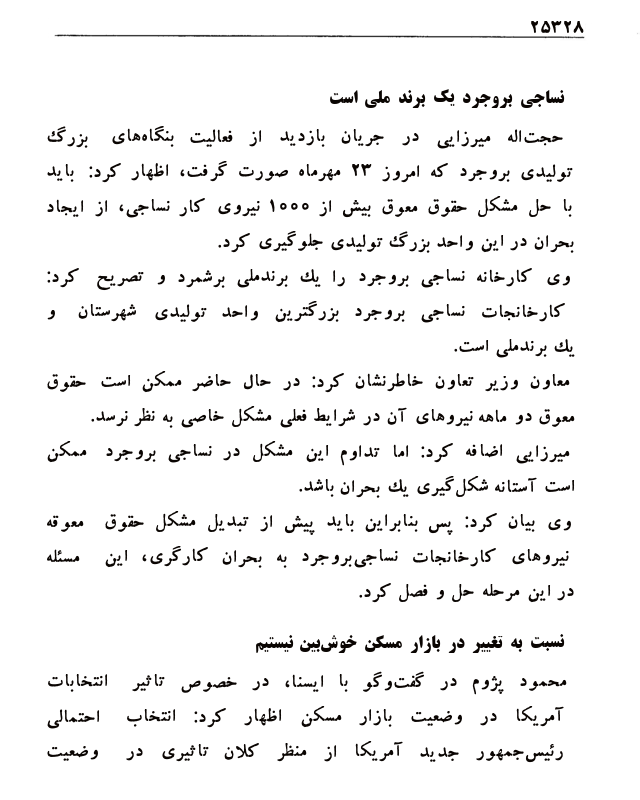 ۲۵۳۲۸
نساجی بروجرد یک برند ملی است
حجت‌اله میرزایی در جریان بازدید از فعالیت بنگاه‌های بزرگ
تولیدی بروجرد که امروز ۲۳ مهرماه صورت گرفت، اظهار کرد: باید
با حل مشکل حقوق معوق بیش از ۱۰۰۰ نیروی کار نساجی، از ایجاد
بحران در این واحد بزرگ تولیدی جلوگیری کرد.
وی کارخانه نساجی بروجرد را یك برندملی برشمرد و تصریح کرد:
کارخانجات نساجی بروجرد بزرگترین واحد تولیدی شهرستان و
یك برندملی است.
معاون وزیر تعاون خاطرنشان کرد: در حال حاضر ممکن است حقوق
معوق دو ماهه نیروهای آن در شرایط فعلی مشکل خاصی به نظر نرسد.
میرزایی اضافه کرد: اما تداوم این مشکل در نساجی بروجرد ممکن
است آستانه شکل‌گیری یك بحران باشد.
وی بیان کرد: پس بنابراین باید پیش از تبدیل مشکل حقوق معوقه
نیروهای کارخانجات نساجی‌بروجرد به بحران کارگری، این مسئله
در این مرحله حل و فصل کرد.
نسبت به تغییر در بازار مسکن خوش‌بین نیستیم
محمود پژوم در گفت‌وگو با ایسنا، در خصوص تاثیر انتخابات
آمریکا در وضعیت بازار مسکن اظهار کرد: انتخاب احتمالی
رئیس‌جمهور جدید آمریکا از منظر کلان تاثیری در وضعیت